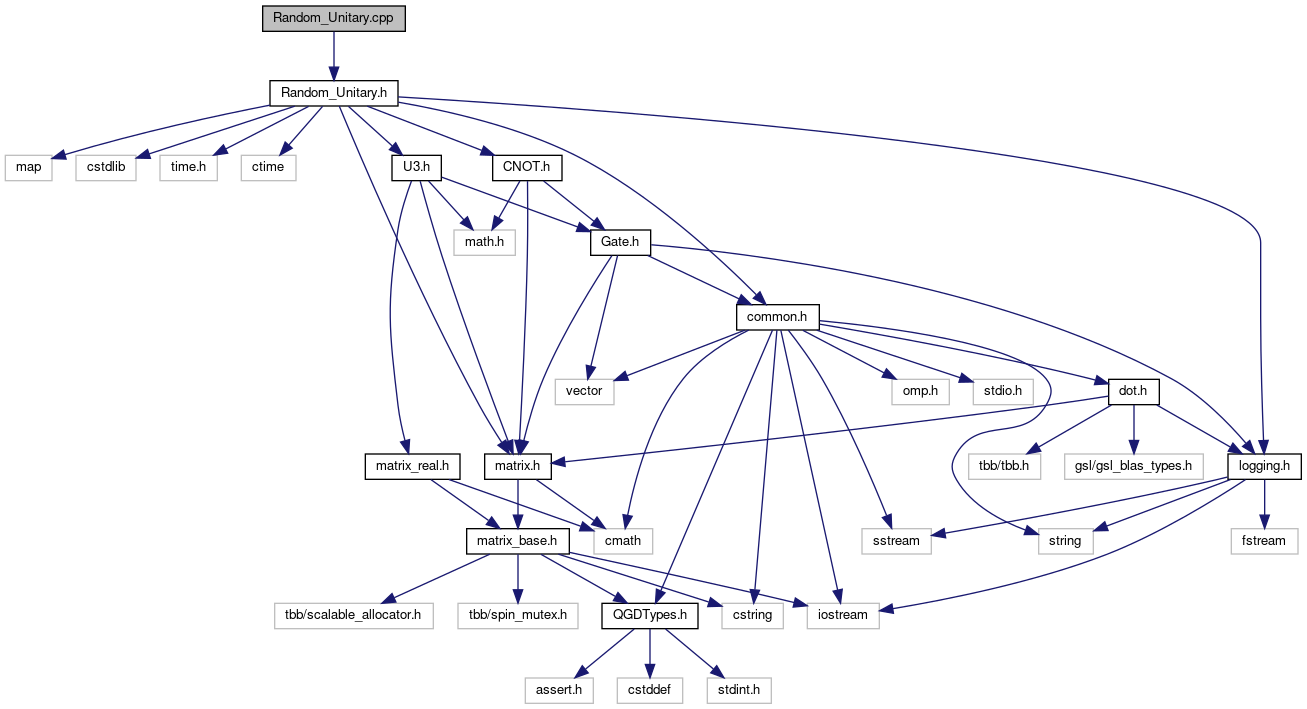 Random_Unitary.cpp
Random_Unitary.h
map
cstdlib
time.h
ctime
U3.h
CNOT.h
math.h
Gate.h
common.h
vector
omp.h
stdio.h
dot.h
matrix_real.h
matrix.h
tbb/tbb.h
gsl/gsl_blas_types.h
logging.h
matrix_base.h
cmath
sstream
string
fstream
tbb/scalable_allocator.h
tbb/spin_mutex.h
QGDTypes.h
cstring
iostream
assert.h
cstddef
stdint.h